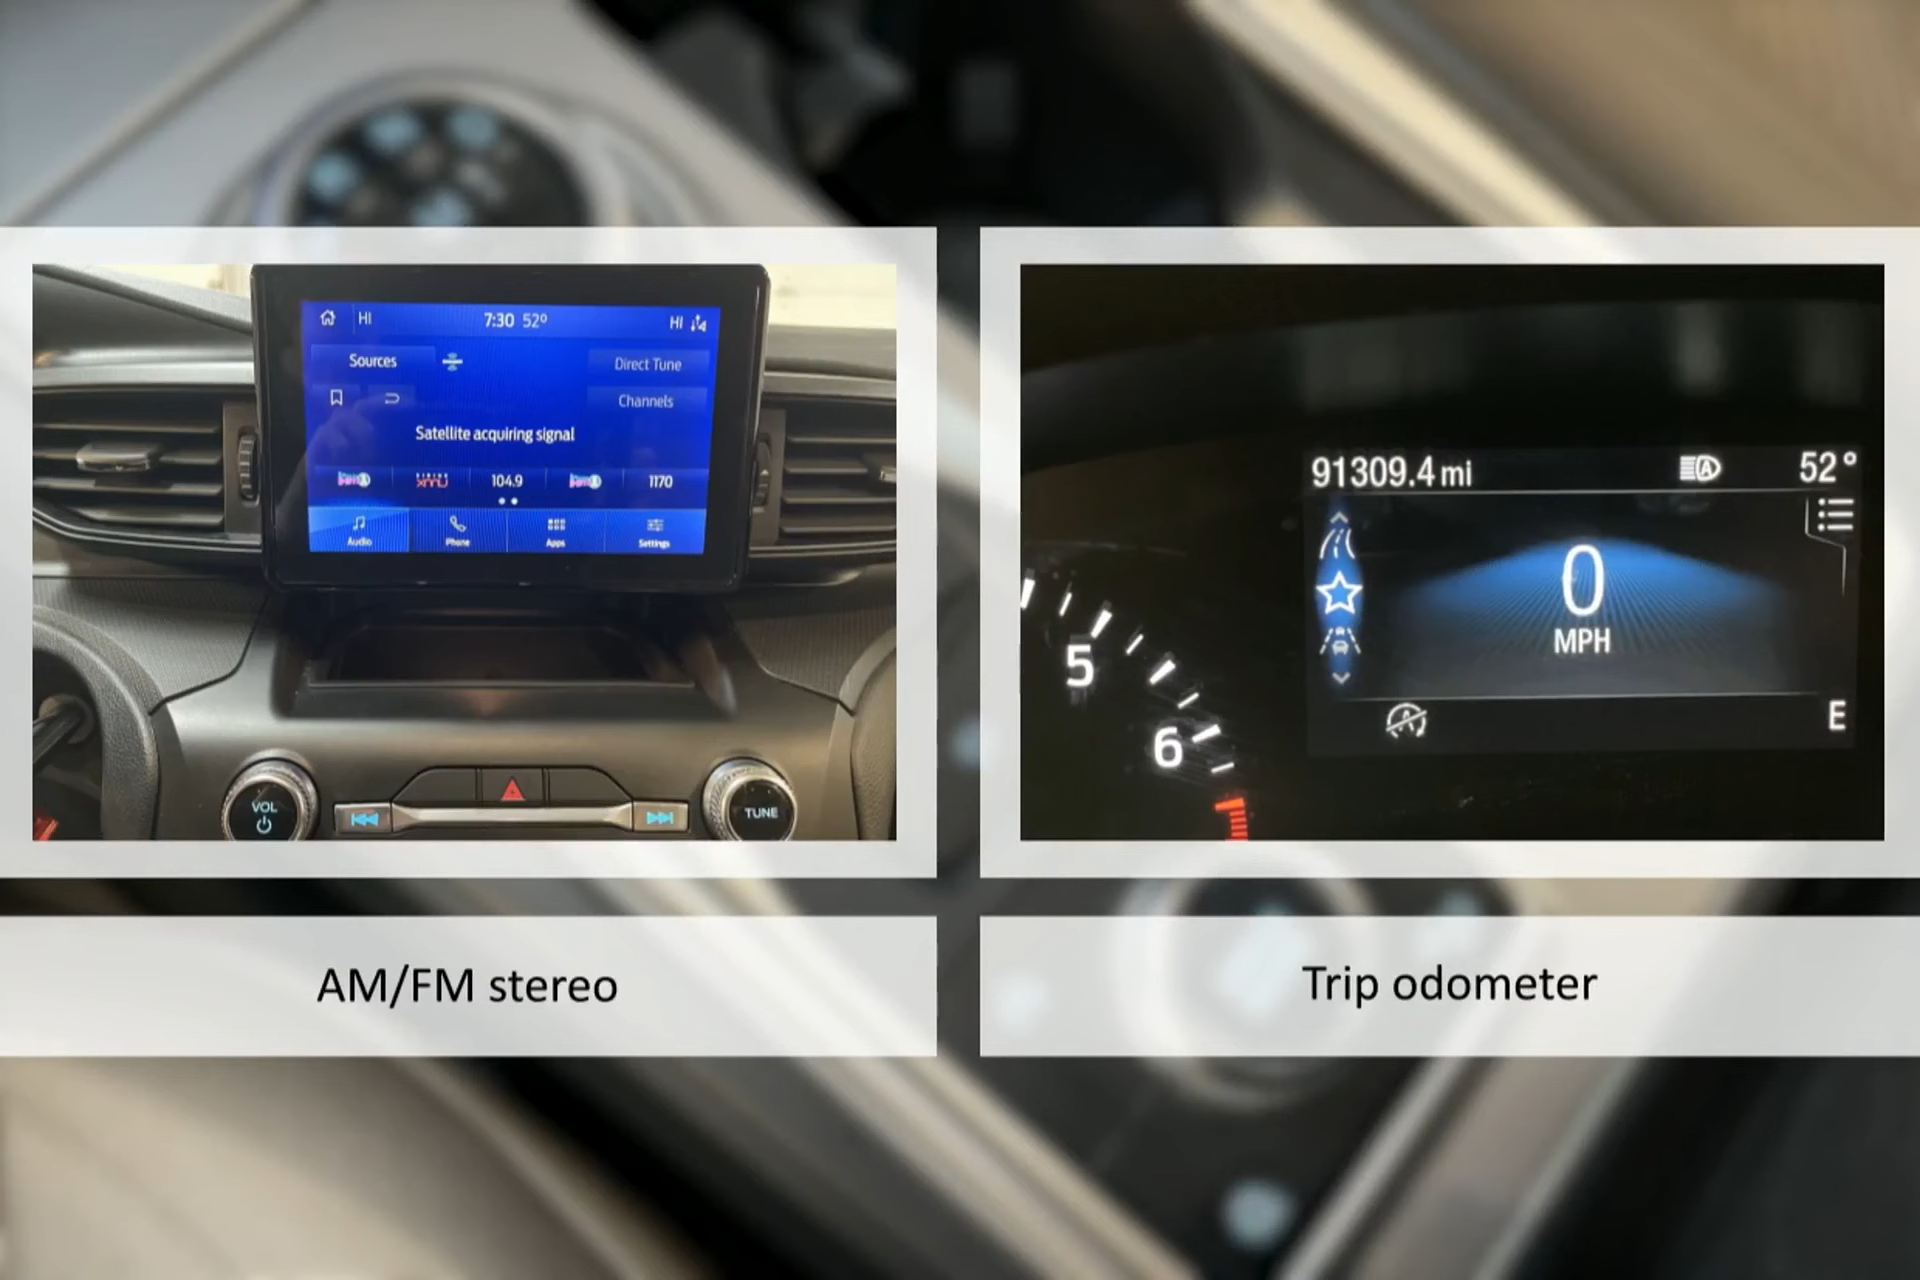 HI
7:30 52°
HI
Sources
Direct Tune
Channels
Satellite acquiring signal
104.9
1170
Audio
Phone
Apps
Settings
VOL
TUNE
91309.4 mi
52°
0
MPH
5
6
E
AM/FM stereo
Trip odometer